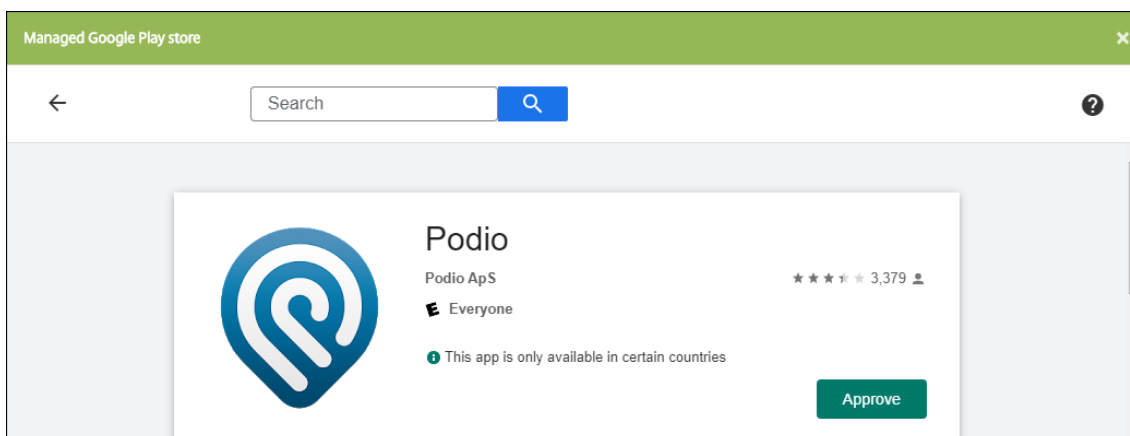 Managed Google Play store
Search
Podio
Podio ApS
3,379
Everyone
This app is only available in certain countries
Approve